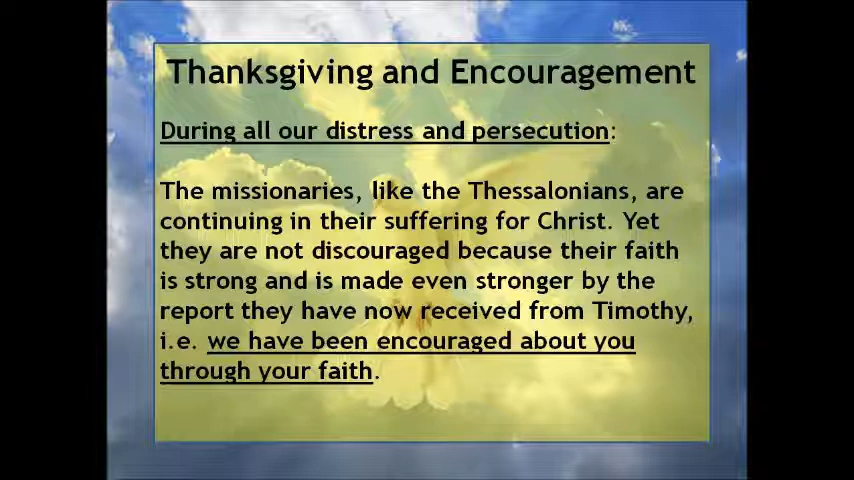 Thanksgiving and Encouragement
During all our distress and persecution:
The missionaries, like the Thessalonians, are
continuing in their suffering for Christ. Yet
they are not discouraged because their faith
is strong and is made even stronger by the
report they have now received from Timothy,
i.e. we have been encouraged about you
through your faith.